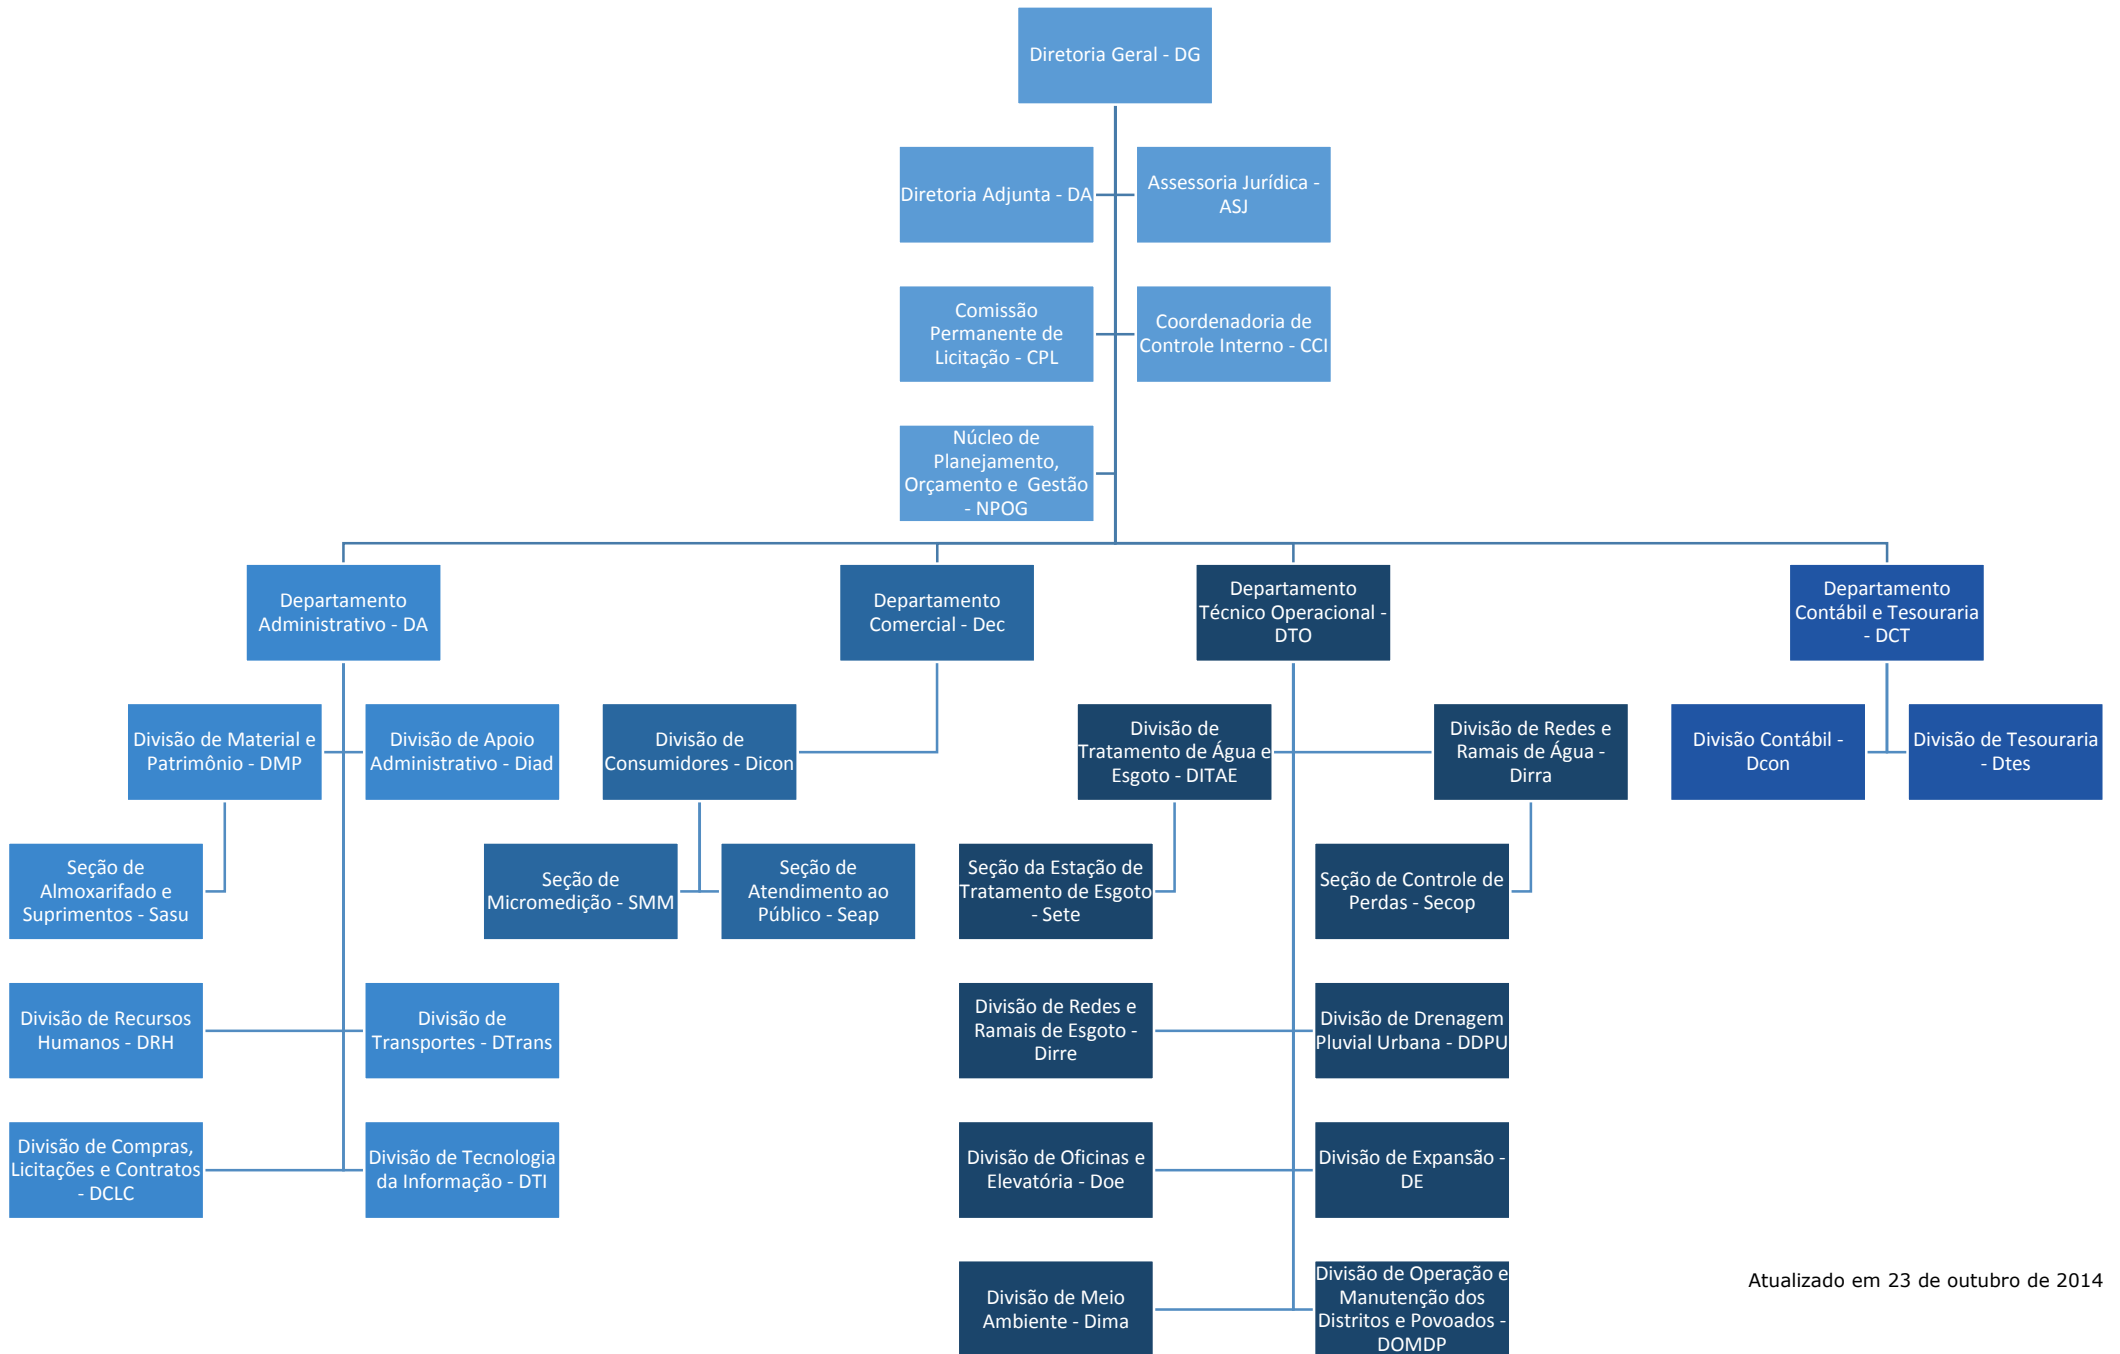 Diretoria Geral - DG
Diretoria Adjunta - DA
Assessoria Jurídica -
ASJ
Comissão
Permanente de
Licitação - CPL
Coordenadoria de
Controle Interno - CCI
Núcleo de
Planejamento,
Orçamento e  Gestão
- NPOG
Departamento
Administrativo - DA
Departamento
Comercial - Dec
Departamento
Técnico Operacional -
DTO
Departamento
Contábil e Tesouraria
- DCT
Divisão de Material e
Patrimônio - DMP
Divisão de Apoio
Administrativo - Diad
Divisão de
Consumidores - Dicon
Divisão de
Tratamento de Água e
Esgoto - DITAE
Divisão de Redes e
Ramais de Água -
Dirra
Divisão Contábil -
Dcon
Divisão de Tesouraria
- Dtes
Seção de
Almoxarifado e
Suprimentos - Sasu
Seção de
Micromedição - SMM
Seção de
Atendimento ao
Público - Seap
Seção da Estação de
Tratamento de Esgoto
- Sete
Seção de Controle de
Perdas - Secop
Divisão de Recursos
Humanos - DRH
Divisão de
Transportes - DTrans
Divisão de Redes e
Ramais de Esgoto -
Dirre
Divisão de Drenagem
Pluvial Urbana - DDPU
Divisão de Compras,
Licitações e Contratos
- DCLC
Divisão de Tecnologia
da Informação - DTI
Divisão de Oficinas e
Elevatória - Doe
Divisão de Expansão -
DE
Divisão de Meio
Ambiente - Dima
Divisão de Operação e
Manutenção dos
Distritos e Povoados -
DOMDP
Atualizado em 23 de outubro de 2014